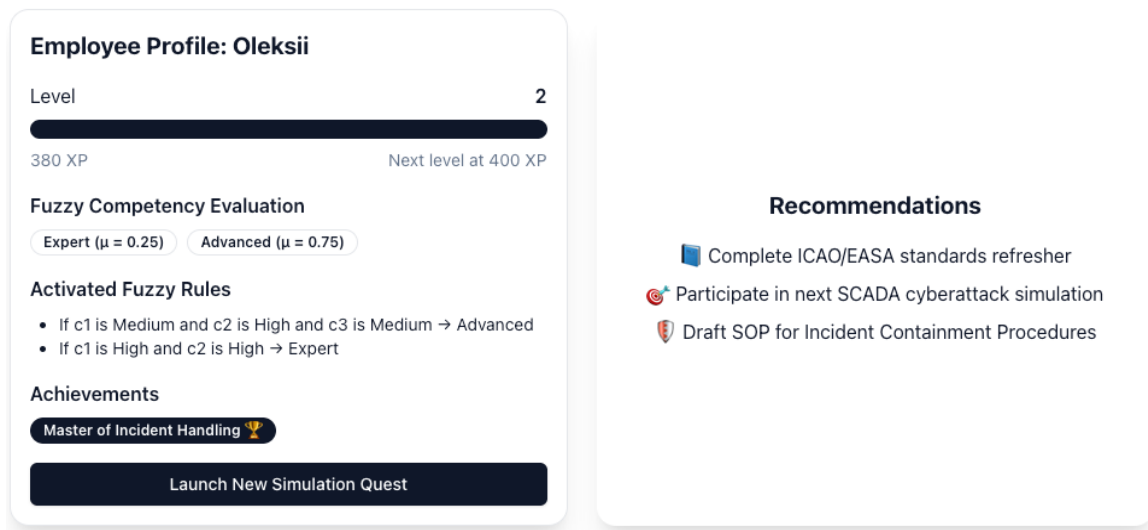 Employee Profile: Oleksii
Level 2
380 XP Next level at 400 XP
Fuzzy Competency Evaluation
Expert (μ = 0.25) Advanced (μ = 0.75)
Activated Fuzzy Rules
• If c1 is Medium and c2 is High and c3 is Medium → Advanced
• If c1 is High and c2 is High → Expert
Achievements
Master of Incident Handling 🏆
Launch New Simulation Quest
Recommendations
📘 Complete ICAO/EASA standards refresher
🎯 Participate in next SCADA cyberattack simulation
🛡️ Draft SOP for Incident Containment Procedures